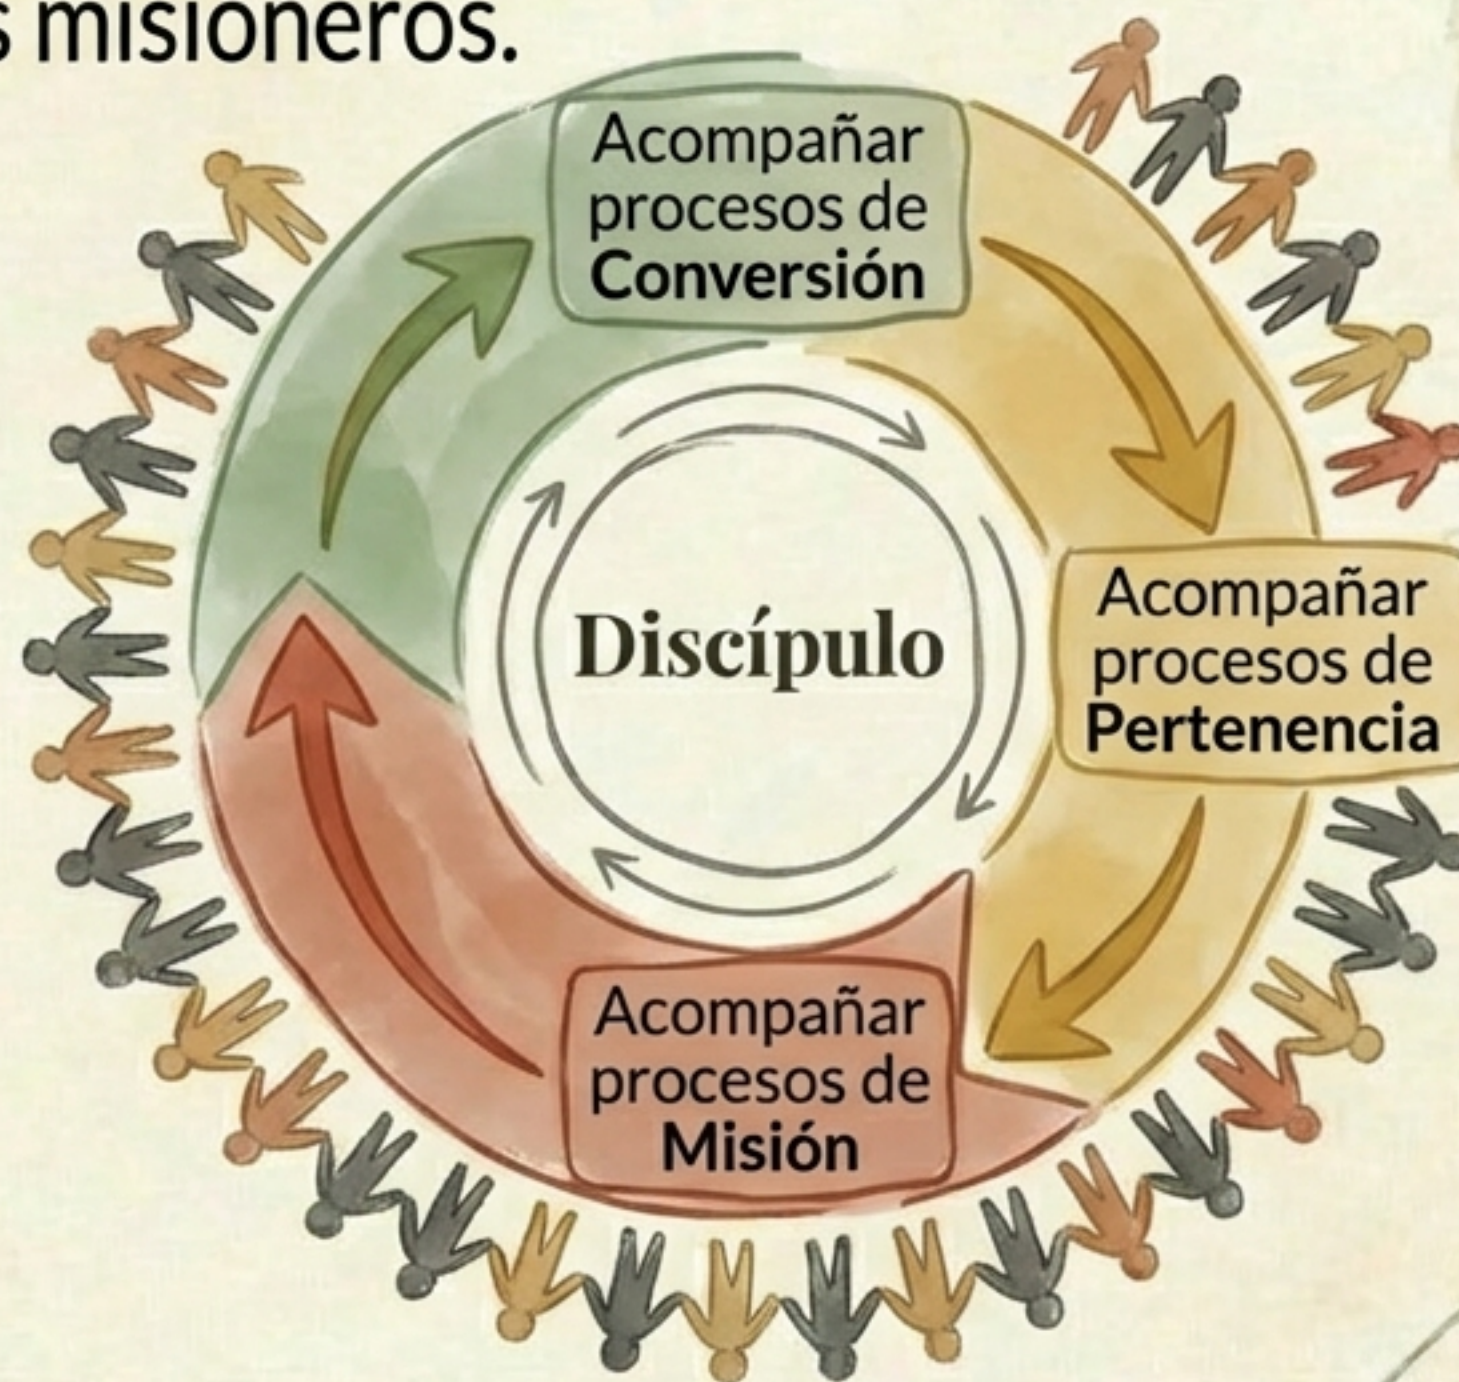 s misioneros.
Acompañar
procesos de
Conversión
Acompañar
procesos de
Pertenencia
Discípulo
Acompañar
procesos de
Misión